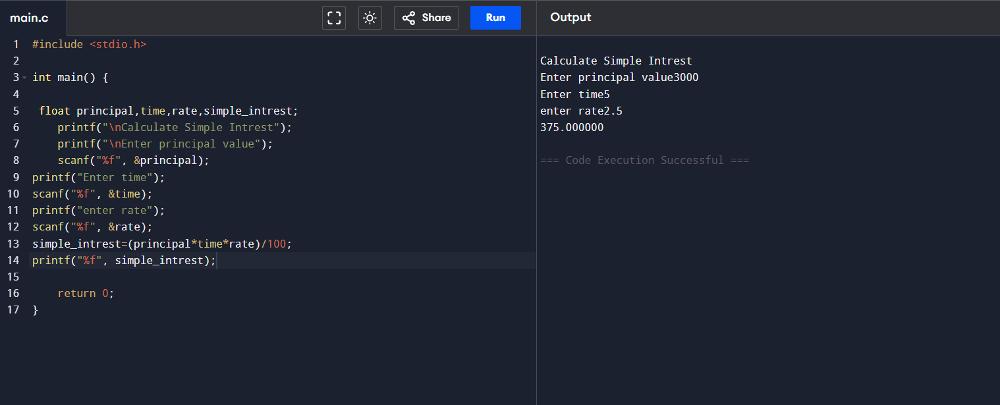 main.c Share Run Output
1 #include <stdio.h>
2
3 int main() {
4
5 float principal,time,rate,simple_intrest;
6 printf("\nCalculate Simple Intrest");
7 printf("\nEnter principal value");
8 scanf("%f", &principal);
9 printf("Enter time");
10 scanf("%f", &time);
11 printf("enter rate");
12 scanf("%f", &rate);
13 simple_intrest=(principal*time*rate)/100;
14 printf("%f", simple_intrest);
15
16 return 0;
17 }
Calculate Simple Intrest
Enter principal value3000
Enter time5
enter rate2.5
375.000000
=== Code Execution Successful ===